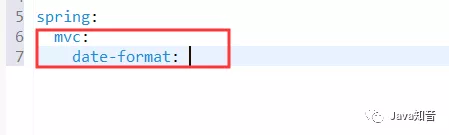 5 spring:
6 mvc:
7 date-format:
Java知音